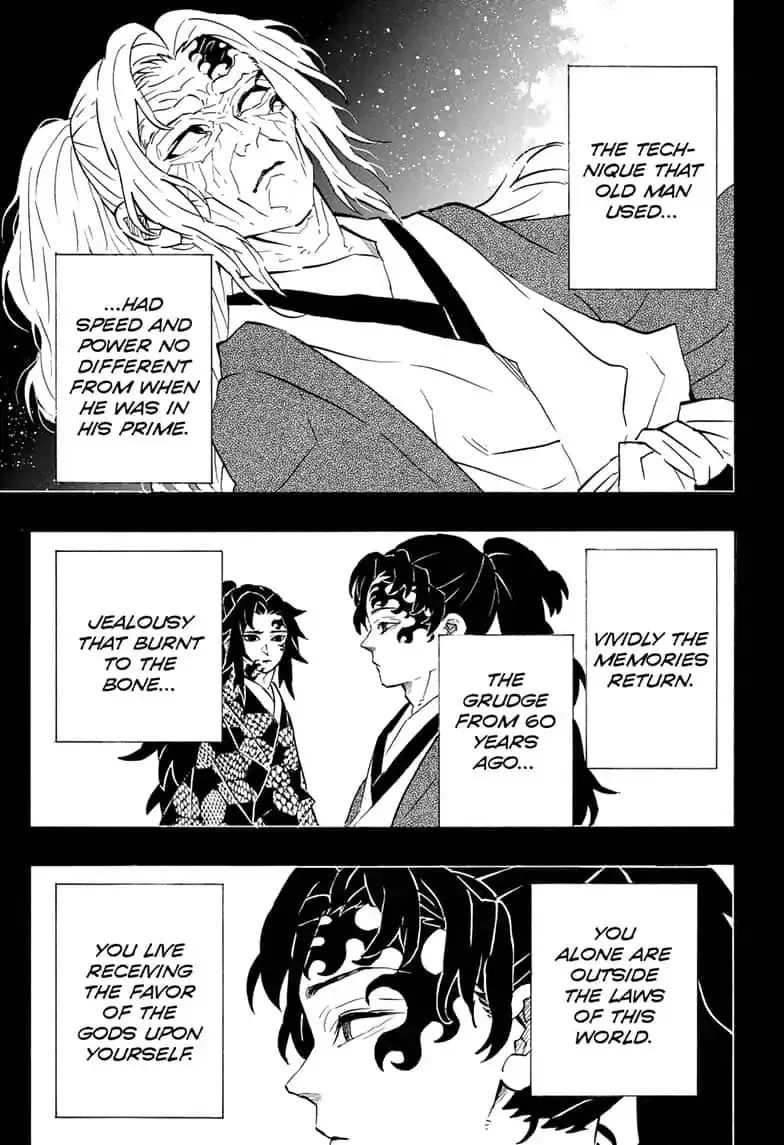 THE TECH-
NIQUE THAT
OLD MAN
USED...
...HAD
SPEED AND
POWER NO
DIFFERENT
FROM WHEN
HE WAS IN
HIS PRIME.
VIVIDLY THE
MEMORIES
RETURN.
THE
GRUDGE
FROM 60
YEARS
AGO...
JEALOUSY
THAT BURNT
TO THE
BONE...
YOU
ALONE ARE
OUTSIDE
THE LAWS
OF THIS
WORLD.
YOU LIVE
RECEIVING
THE FAVOR
OF THE
GODS UPON
YOURSELF.